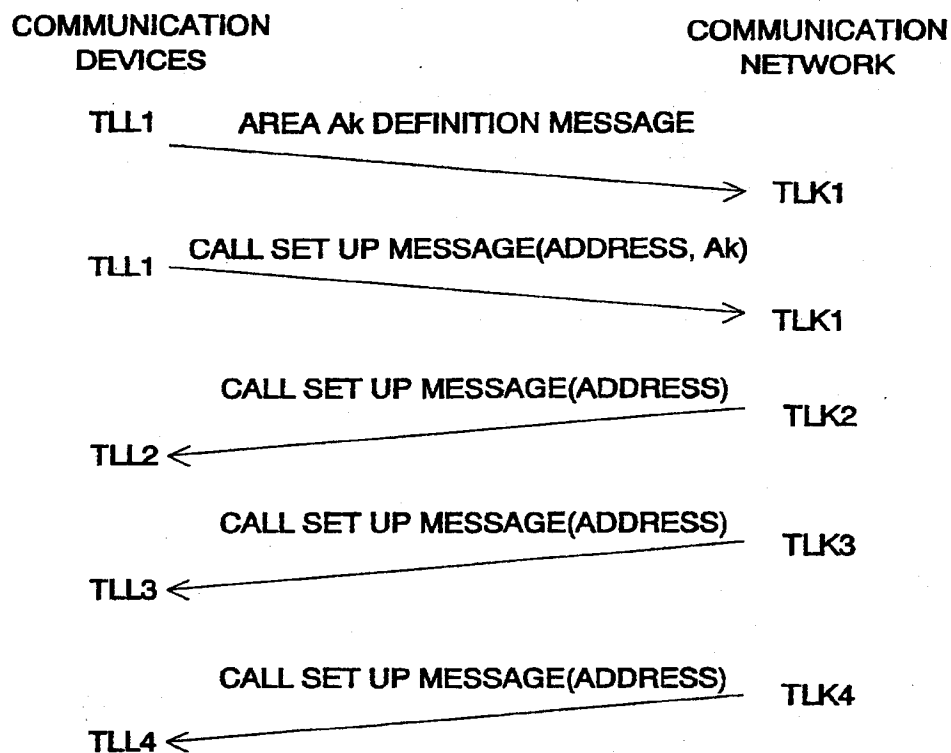 COMMUNICATION DEVICES
COMMUNICATION NETWORK
TLL1 AREA Ak DEFINITION MESSAGE
TLK1
TLL1 CALL SET UP MESSAGE(ADDRESS, Ak)
TLK1
CALL SET UP MESSAGE(ADDRESS)
TLK2
TLL2
CALL SET UP MESSAGE(ADDRESS)
TLK3
TLL3
CALL SET UP MESSAGE(ADDRESS)
TLK4
TLL4